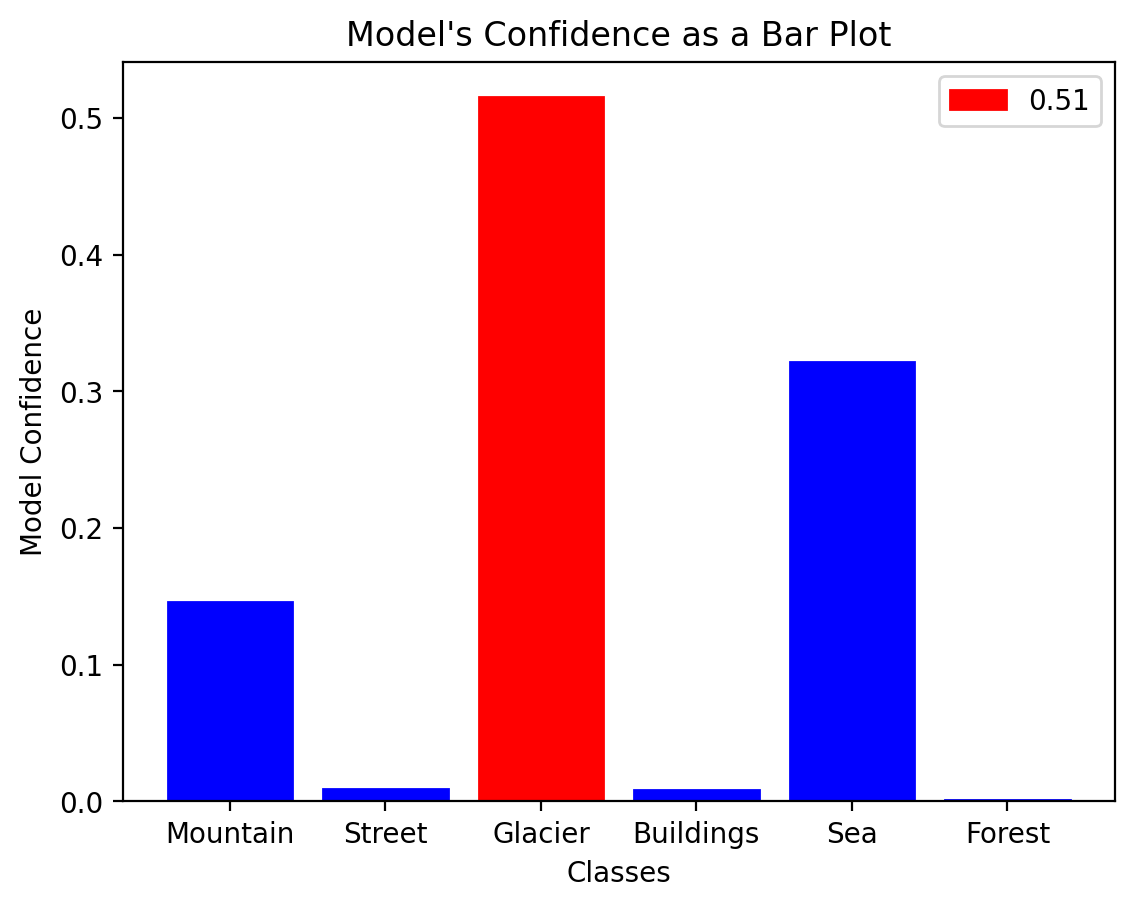 Model's Confidence as a Bar Plot
0.51
Model Confidence
0.5
0.4
0.3
0.2
0.1
0.0
Mountain Street Glacier Buildings Sea Forest
Classes